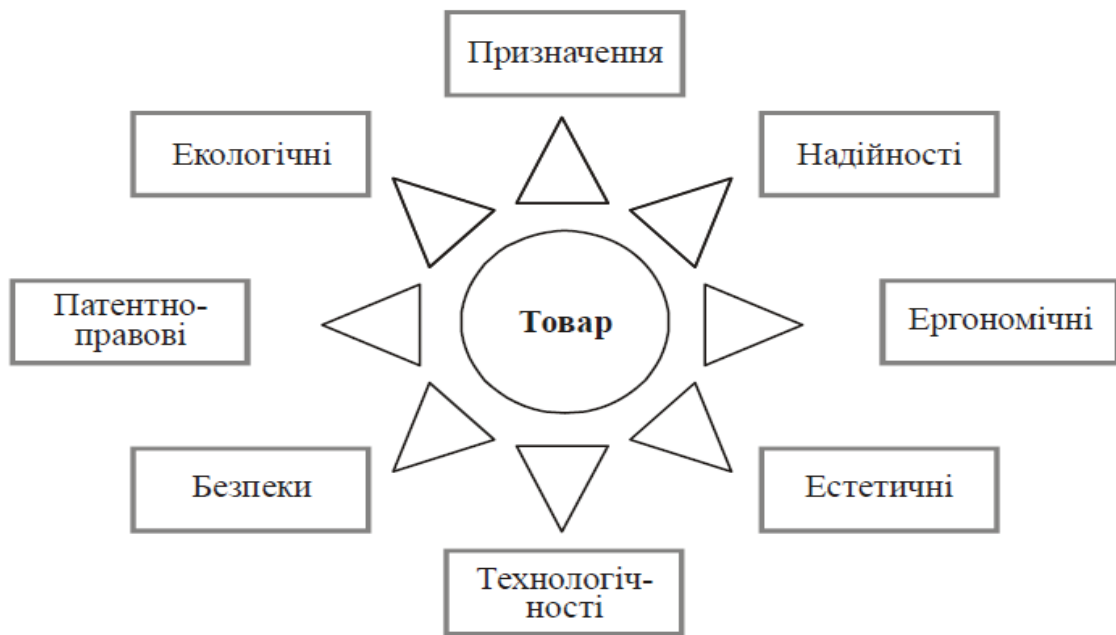 Призначення
Екологічні
Надійності
Патентно-
правові
Товар
Ергономічні
Безпеки
Естетичні
Технологіч-
ності